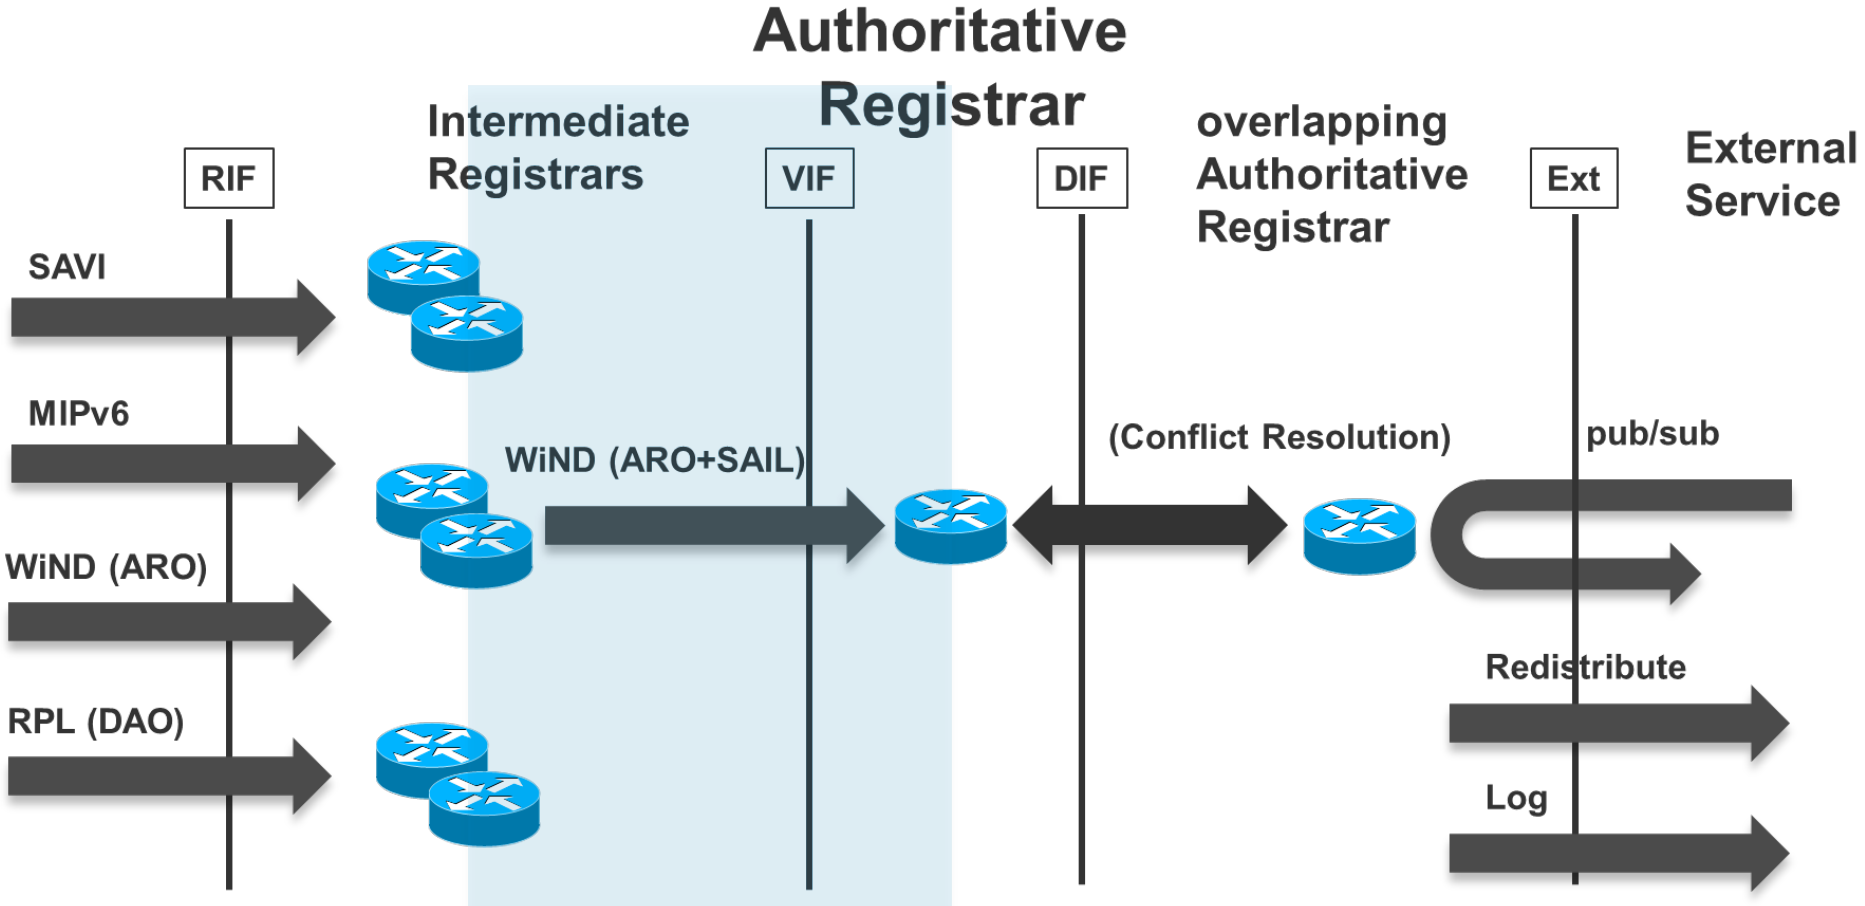 Authoritative
Registrar
Intermediate
Registrars
overlapping
Authoritative
Registrar
External
Service
RIF
VIF
DIF
Ext
SAVI
MIPv6
WiND (ARO)
RPL (DAO)
WiND (ARO+SAIL)
(Conflict Resolution)
pub/sub
Redistribute
Log